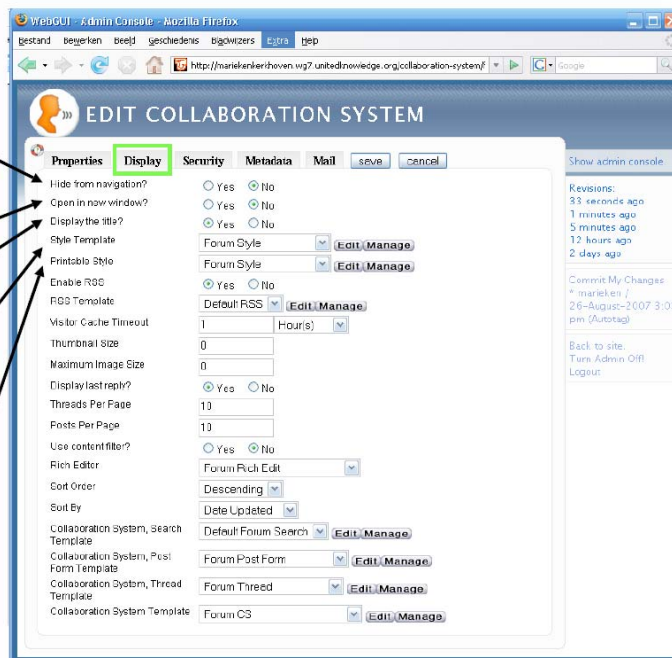 WebGUI - Admin Console - Mozilla Firefox
Bestand Bewerken Beeld Geschiedenis Bladwijzers Extra Help
http://mariekenkerkhoven.wg7.unitedknowledge.org/collaboration-system/f
Google
EDIT COLLABORATION SYSTEM
Properties Display Security Metadata Mail save cancel
Hide from navigation? Yes No
Open in new window? Yes No
Display the title? Yes No
Style Template Forum Style Edit Manage
Printable Style Forum Style Edit Manage
Enable RSS Yes No
RSS Template Default RSS Edit Manage
Visitor Cache Timeout 1 Hour(s)
Thumbnail Size 0
Maximum Image Size 0
Display last reply? Yes No
Threads Per Page 10
Posts Per Page 10
Use content filter? Yes No
Rich Editor Forum Rich Edit
Sort Order Descending
Sort By Date Updated
Collaboration System, Search
Template Default Forum Search Edit Manage
Collaboration System, Post
Form Template Forum Post Form Edit Manage
Collaboration System, Thread
Template Forum Thread Edit Manage
Collaboration System Template Forum CS Edit Manage
Show admin console
Revisions:
33 seconds ago
1 minutes ago
5 minutes ago
12 hours ago
2 days ago
Commit My Changes
* marieken /
26-August-2007 3:0
pm (Autotag)
Back to site.
Turn Admin Off!
Logout